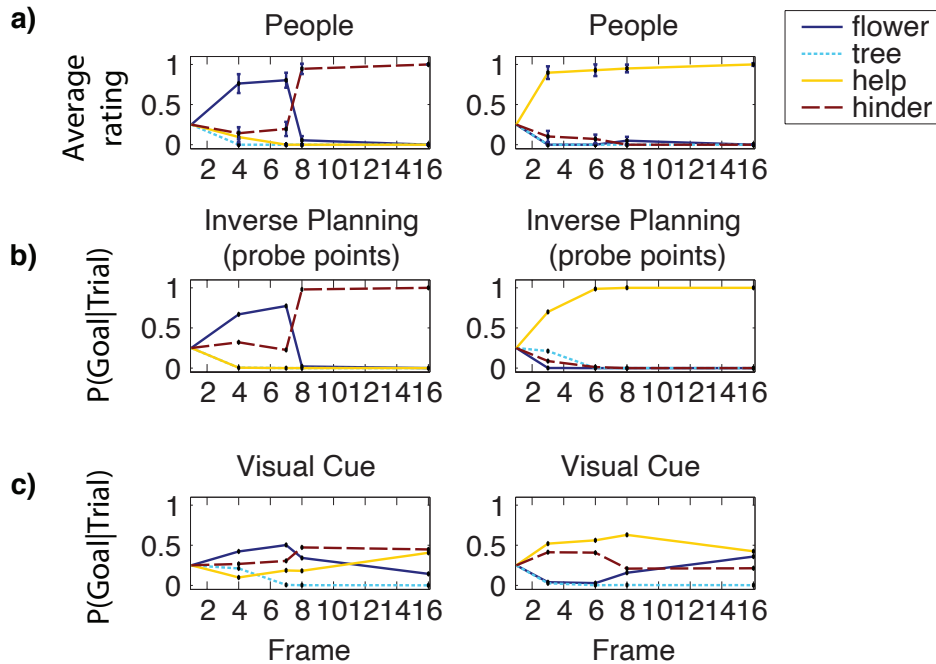 a)
People
People
flower
tree
help
hinder
Average
rating
1
0.5
0
2 4 6 8 10 12 14 16
1
0.5
0
2 4 6 8 10 12 14 16
b)
Inverse Planning
(probe points)
Inverse Planning
(probe points)
P(Goal|Trial)
1
0.5
0
2 4 6 8 10 12 14 16
1
0.5
0
2 4 6 8 10 12 14 16
c)
Visual Cue
Visual Cue
P(Goal|Trial)
1
0.5
0
2 4 6 8 10 12 14 16
1
0.5
0
2 4 6 8 10 12 14 16
Frame
Frame